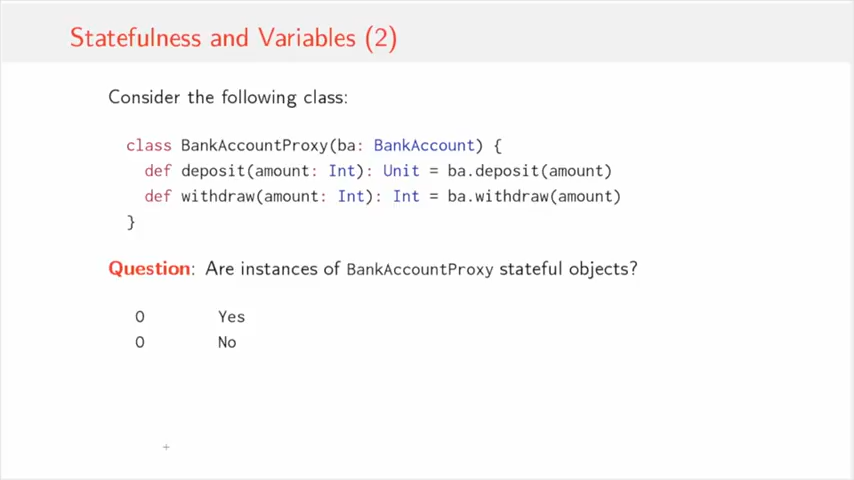 Statefulness and Variables (2)
Consider the following class:
class BankAccountProxy(ba: BankAccount) {
def deposit(amount: Int): Unit = ba.deposit(amount)
def withdraw(amount: Int): Int = ba.withdraw(amount)
}
Question: Are instances of BankAccountProxy stateful objects?
O Yes
O No